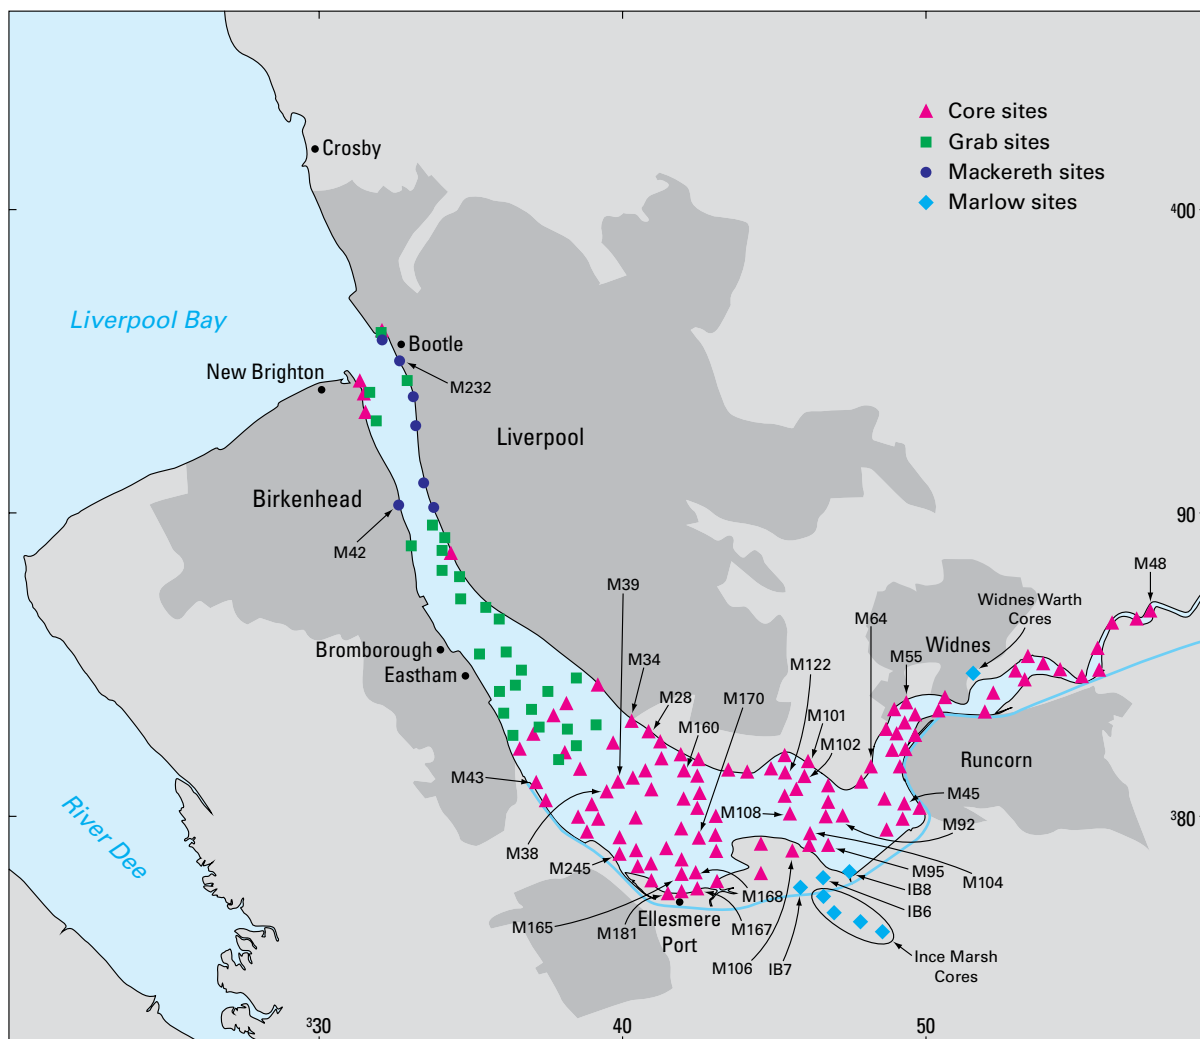 Core sites
Grab sites
Mackereth sites
Marlow sites
Crosby
⁴00
Liverpool Bay
Bootle
New Brighton
M232
Liverpool
Birkenhead
90
M42
M48
M39
Widnes Warth
Cores
M64
Widnes
Bromborough
M34
M122
M55
Eastham
M28
M170
M101
M160
M102
Runcorn
M43
M45
River Dee
M108
80
M92
M38
M245
M95
M104
M168
IB8
Ellesmere
Port
IB6
M165
M181
M167
M106
IB7
Ince Marsh
Cores
³30
40
50